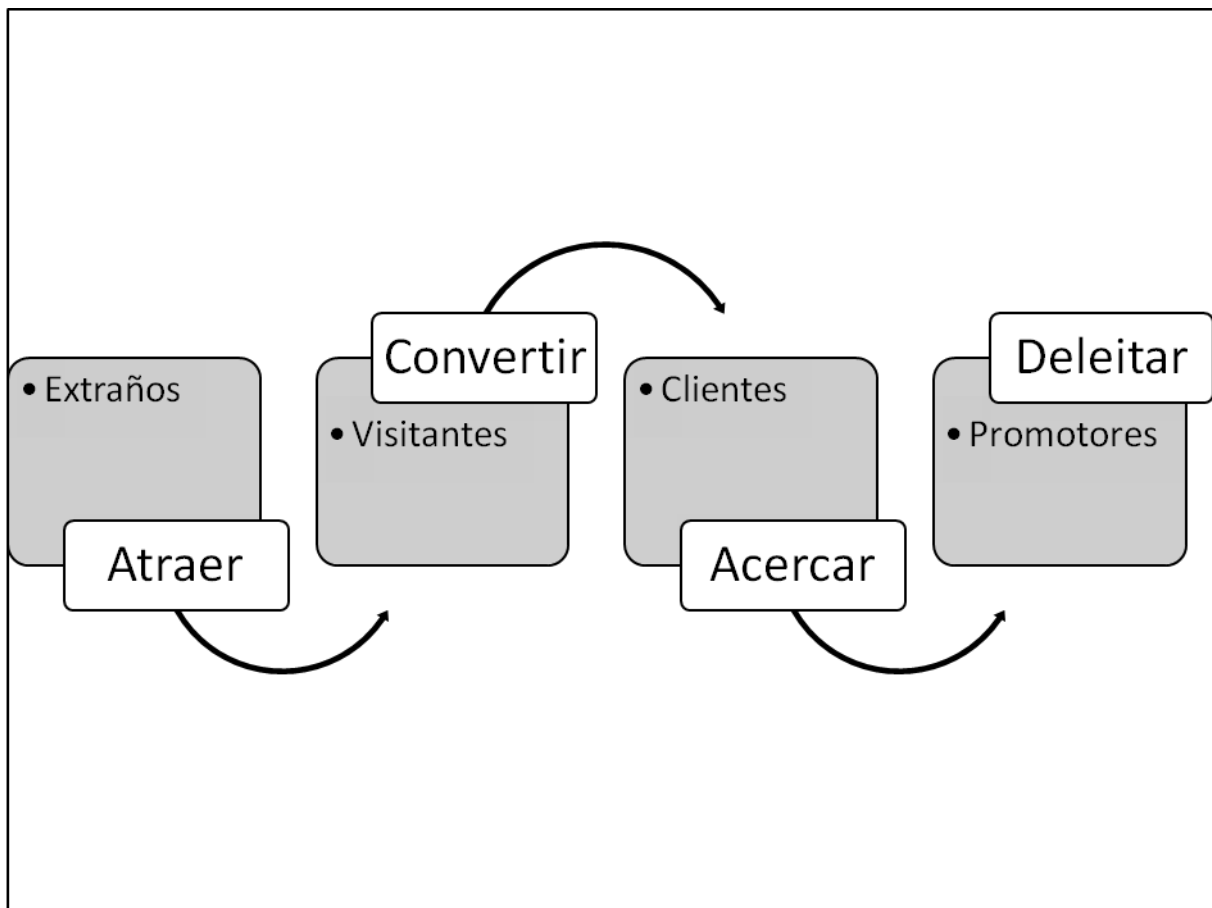 • Extraños
Atraer
Convertir
• Visitantes
• Clientes
Acercar
Deleitar
• Promotores